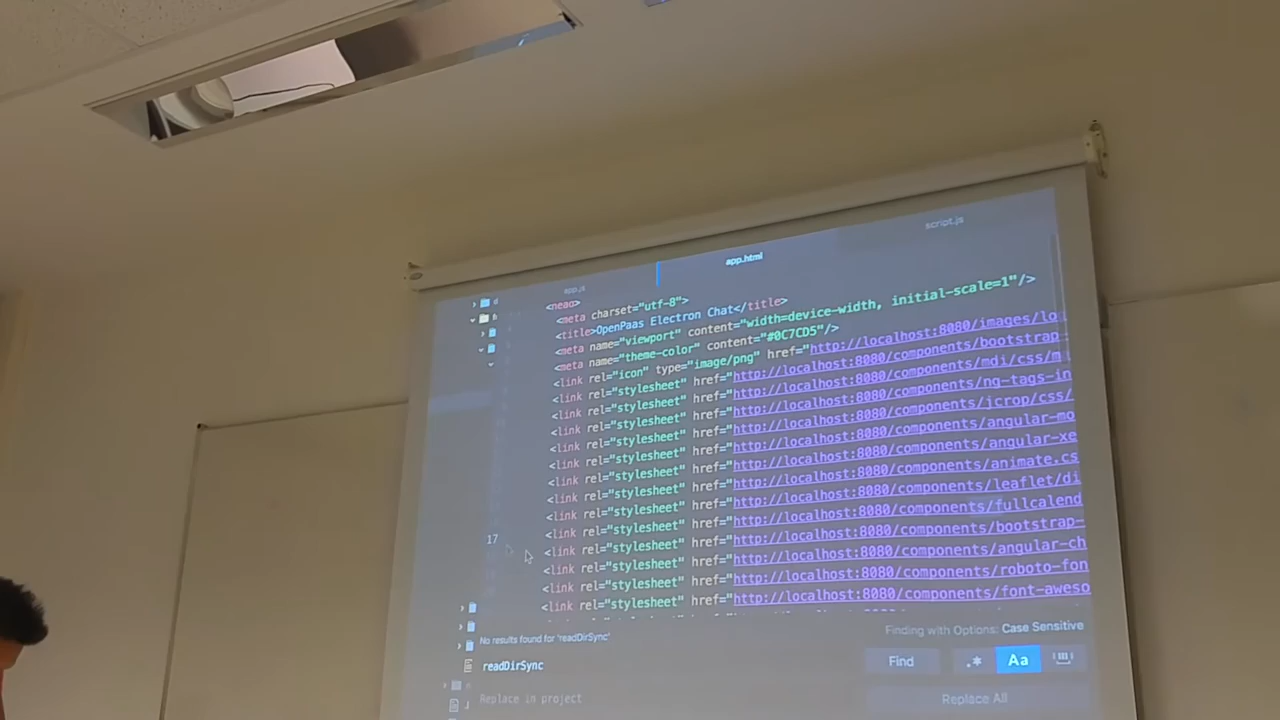 script.js
app.html
app.js
<head>
<meta charset="utf-8">
<title>OpenPaas Electron Chat</title>
<meta name="viewport" content="width=device-width, initial-scale=1"/>
<meta name="theme-color" content="#0C7CD5"/>
<link rel="icon" type="image/png" href="http://localhost:8080/images/lo
<link rel="stylesheet" href="http://localhost:8080/components/bootstrap-
<link rel="stylesheet" href="http://localhost:8080/components/mdi/css/m
<link rel="stylesheet" href="http://localhost:8080/components/ng-tags-in
<link rel="stylesheet" href="http://localhost:8080/components/jcrop/css/
<link rel="stylesheet" href="http://localhost:8080/components/angular-mo
<link rel="stylesheet" href="http://localhost:8080/components/angular-xe
<link rel="stylesheet" href="http://localhost:8080/components/animate.cs
<link rel="stylesheet" href="http://localhost:8080/components/leaflet/di
<link rel="stylesheet" href="http://localhost:8080/components/fullcalend
17 <link rel="stylesheet" href="http://localhost:8080/components/bootstrap-
<link rel="stylesheet" href="http://localhost:8080/components/angular-ch
<link rel="stylesheet" href="http://localhost:8080/components/roboto-fon
<link rel="stylesheet" href="http://localhost:8080/components/font-aweso
No results found for 'readDirSync'
Finding with Options: Case Sensitive
readDirSync
Find
.*
Aa
Replace in project
Replace All